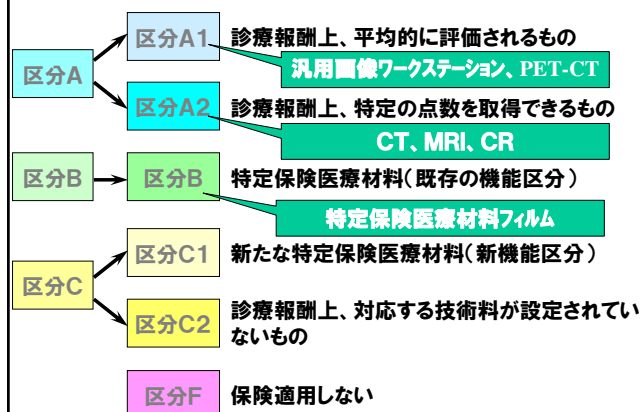 区分A
区分A1
診療報酬上、平均的に評価されるもの
汎用画像ワークステーション、PET-CT
区分A2
診療報酬上、特定の点数を取得できるもの
CT、MRI、CR
区分B
区分B
特定保険医療材料(既存の機能区分)
特定保険医療材料フィルム
区分C
区分C1
新たな特定保険医療材料(新機能区分)
区分C2
診療報酬上、対応する技術料が設定されてい
ないもの
区分F
保険適用しない